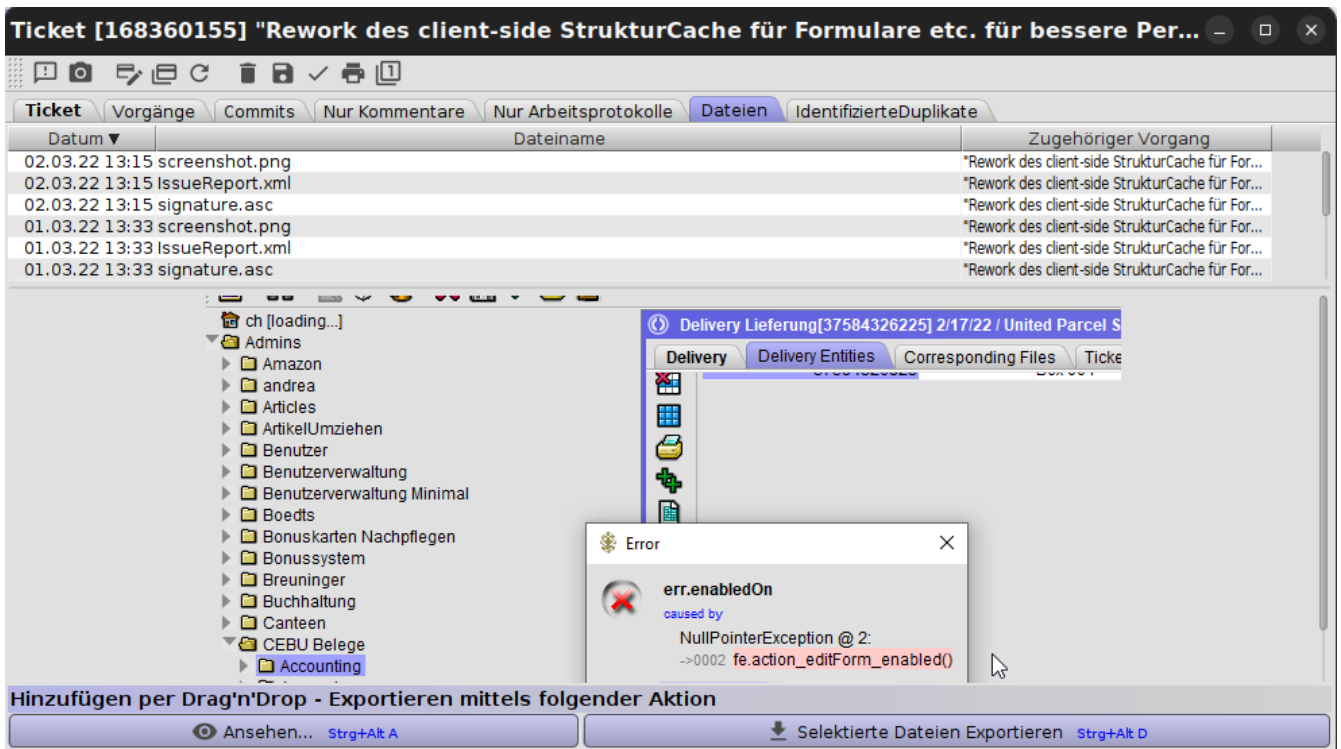 Ticket [168360155] "Rework des client-side StrukturCache für Formulare etc. für bessere Per...
Ticket Vorgänge Commits Nur Kommentare Nur Arbeitsprotokolle Dateien IdentifizierteDuplikate
Datum Dateiname Zugehöriger Vorgang
02.03.22 13:15 screenshot.png "Rework des client-side StrukturCache für For...
02.03.22 13:15 IssueReport.xml "Rework des client-side StrukturCache für For...
02.03.22 13:15 signature.asc "Rework des client-side StrukturCache für For...
01.03.22 13:33 screenshot.png "Rework des client-side StrukturCache für For...
01.03.22 13:33 IssueReport.xml "Rework des client-side StrukturCache für For...
01.03.22 13:33 signature.asc "Rework des client-side StrukturCache für For...
ch [loading...]
Admins
Amazon
andrea
Articles
ArtikelUmziehen
Benutzer
Benutzerverwaltung
Benutzerverwaltung Minimal
Boedts
Bonuskarten Nachpflegen
Bonussystem
Breuninger
Buchhaltung
Canteen
CEBU Belege
Accounting
Delivery Lieferung[37584326225] 2/17/22 / United Parcel S
Delivery Delivery Entities Corresponding Files Ticke
Error
err.enabledOn
caused by
NullPointerException @ 2:
->0002 fe.action_editForm_enabled()
Hinzufügen per Drag'n'Drop - Exportieren mittels folgender Aktion
Ansehen... Strg+Alt A Selektierte Dateien Exportieren Strg+Alt D